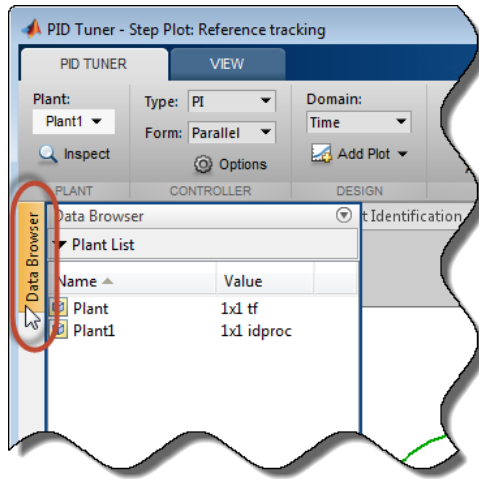 PID Tuner - Step Plot: Reference tracking
PID TUNER VIEW
Plant: Type: PI Domain:
Plant1 Form: Parallel Time
Inspect Options Add Plot
PLANT CONTROLLER DESIGN
Data Browser
Data Browser t Identification
Plant List
Name Value
Plant 1x1 tf
Plant1 1x1 idproc